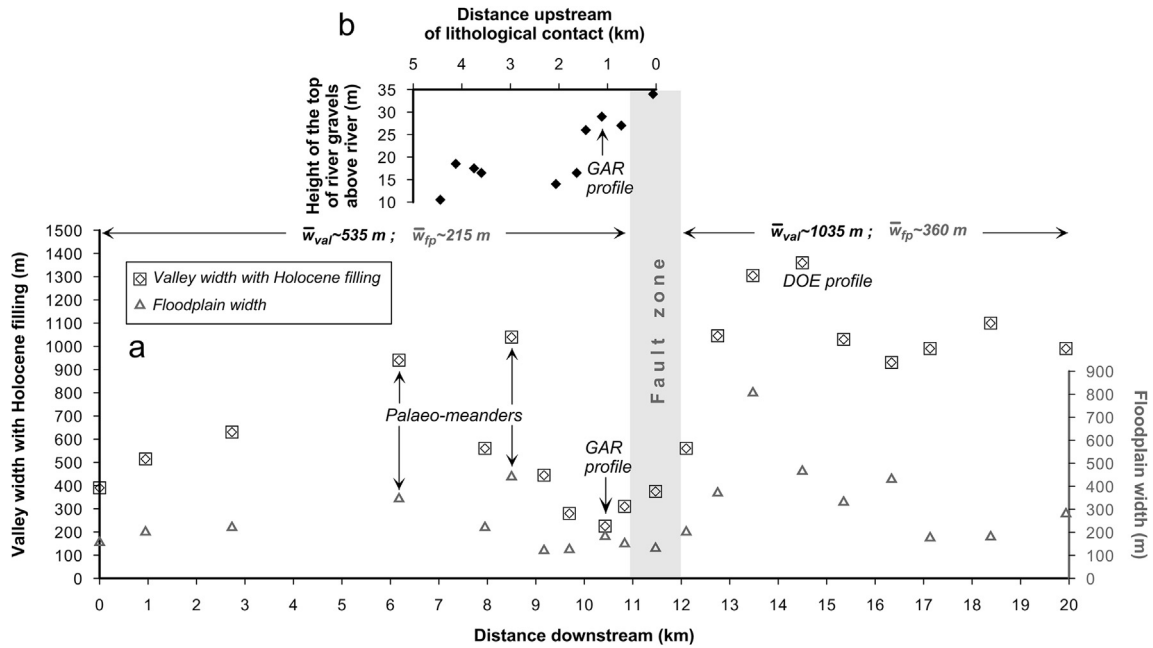 b
Distance upstream
of lithological contact (km)
5 4 3 2 1 0
Height of the top
of river gravels
above river (m)
35
30
25
20
15
10
GAR
profile
w̅val~535 m ; w̅fp~215 m
w̅val~1035 m ; w̅fp~360 m
Valley width with Holocene filling (m)
1500
1400
1300
1200
1100
1000
900
800
700
600
500
400
300
200
100
0
Valley width with Holocene filling
Floodplain width
a
Palaeo-meanders
GAR
profile
Fault zone
DOE profile
900
800
700
600
500
400
300
200
100
0
Floodplain width (m)
0 1 2 3 4 5 6 7 8 9 10 11 12 13 14 15 16 17 18 19 20
Distance downstream (km)